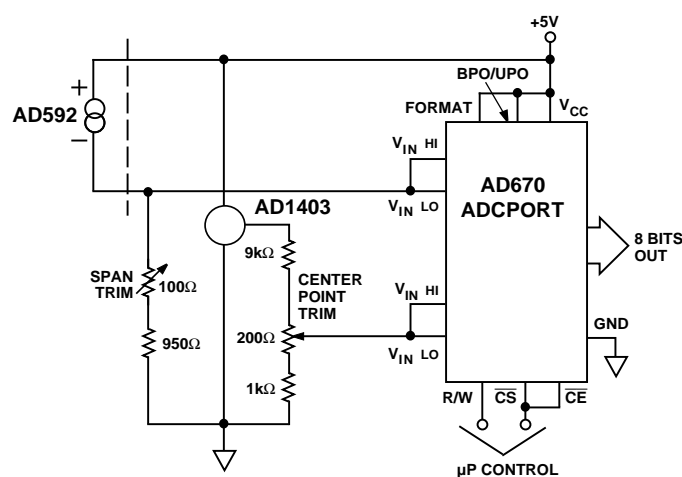 +5V
BPO/UPO
FORMAT
V_CC
+
AD592
–
V_IN HI
V_IN LO
AD670
ADCPORT
8 BITS
OUT
AD1403
9kΩ
CENTER
POINT
TRIM
SPAN
TRIM
100Ω
V_IN HI
V_IN LO
200Ω
950Ω
1kΩ
GND
R/W
CS
CE
µP CONTROL